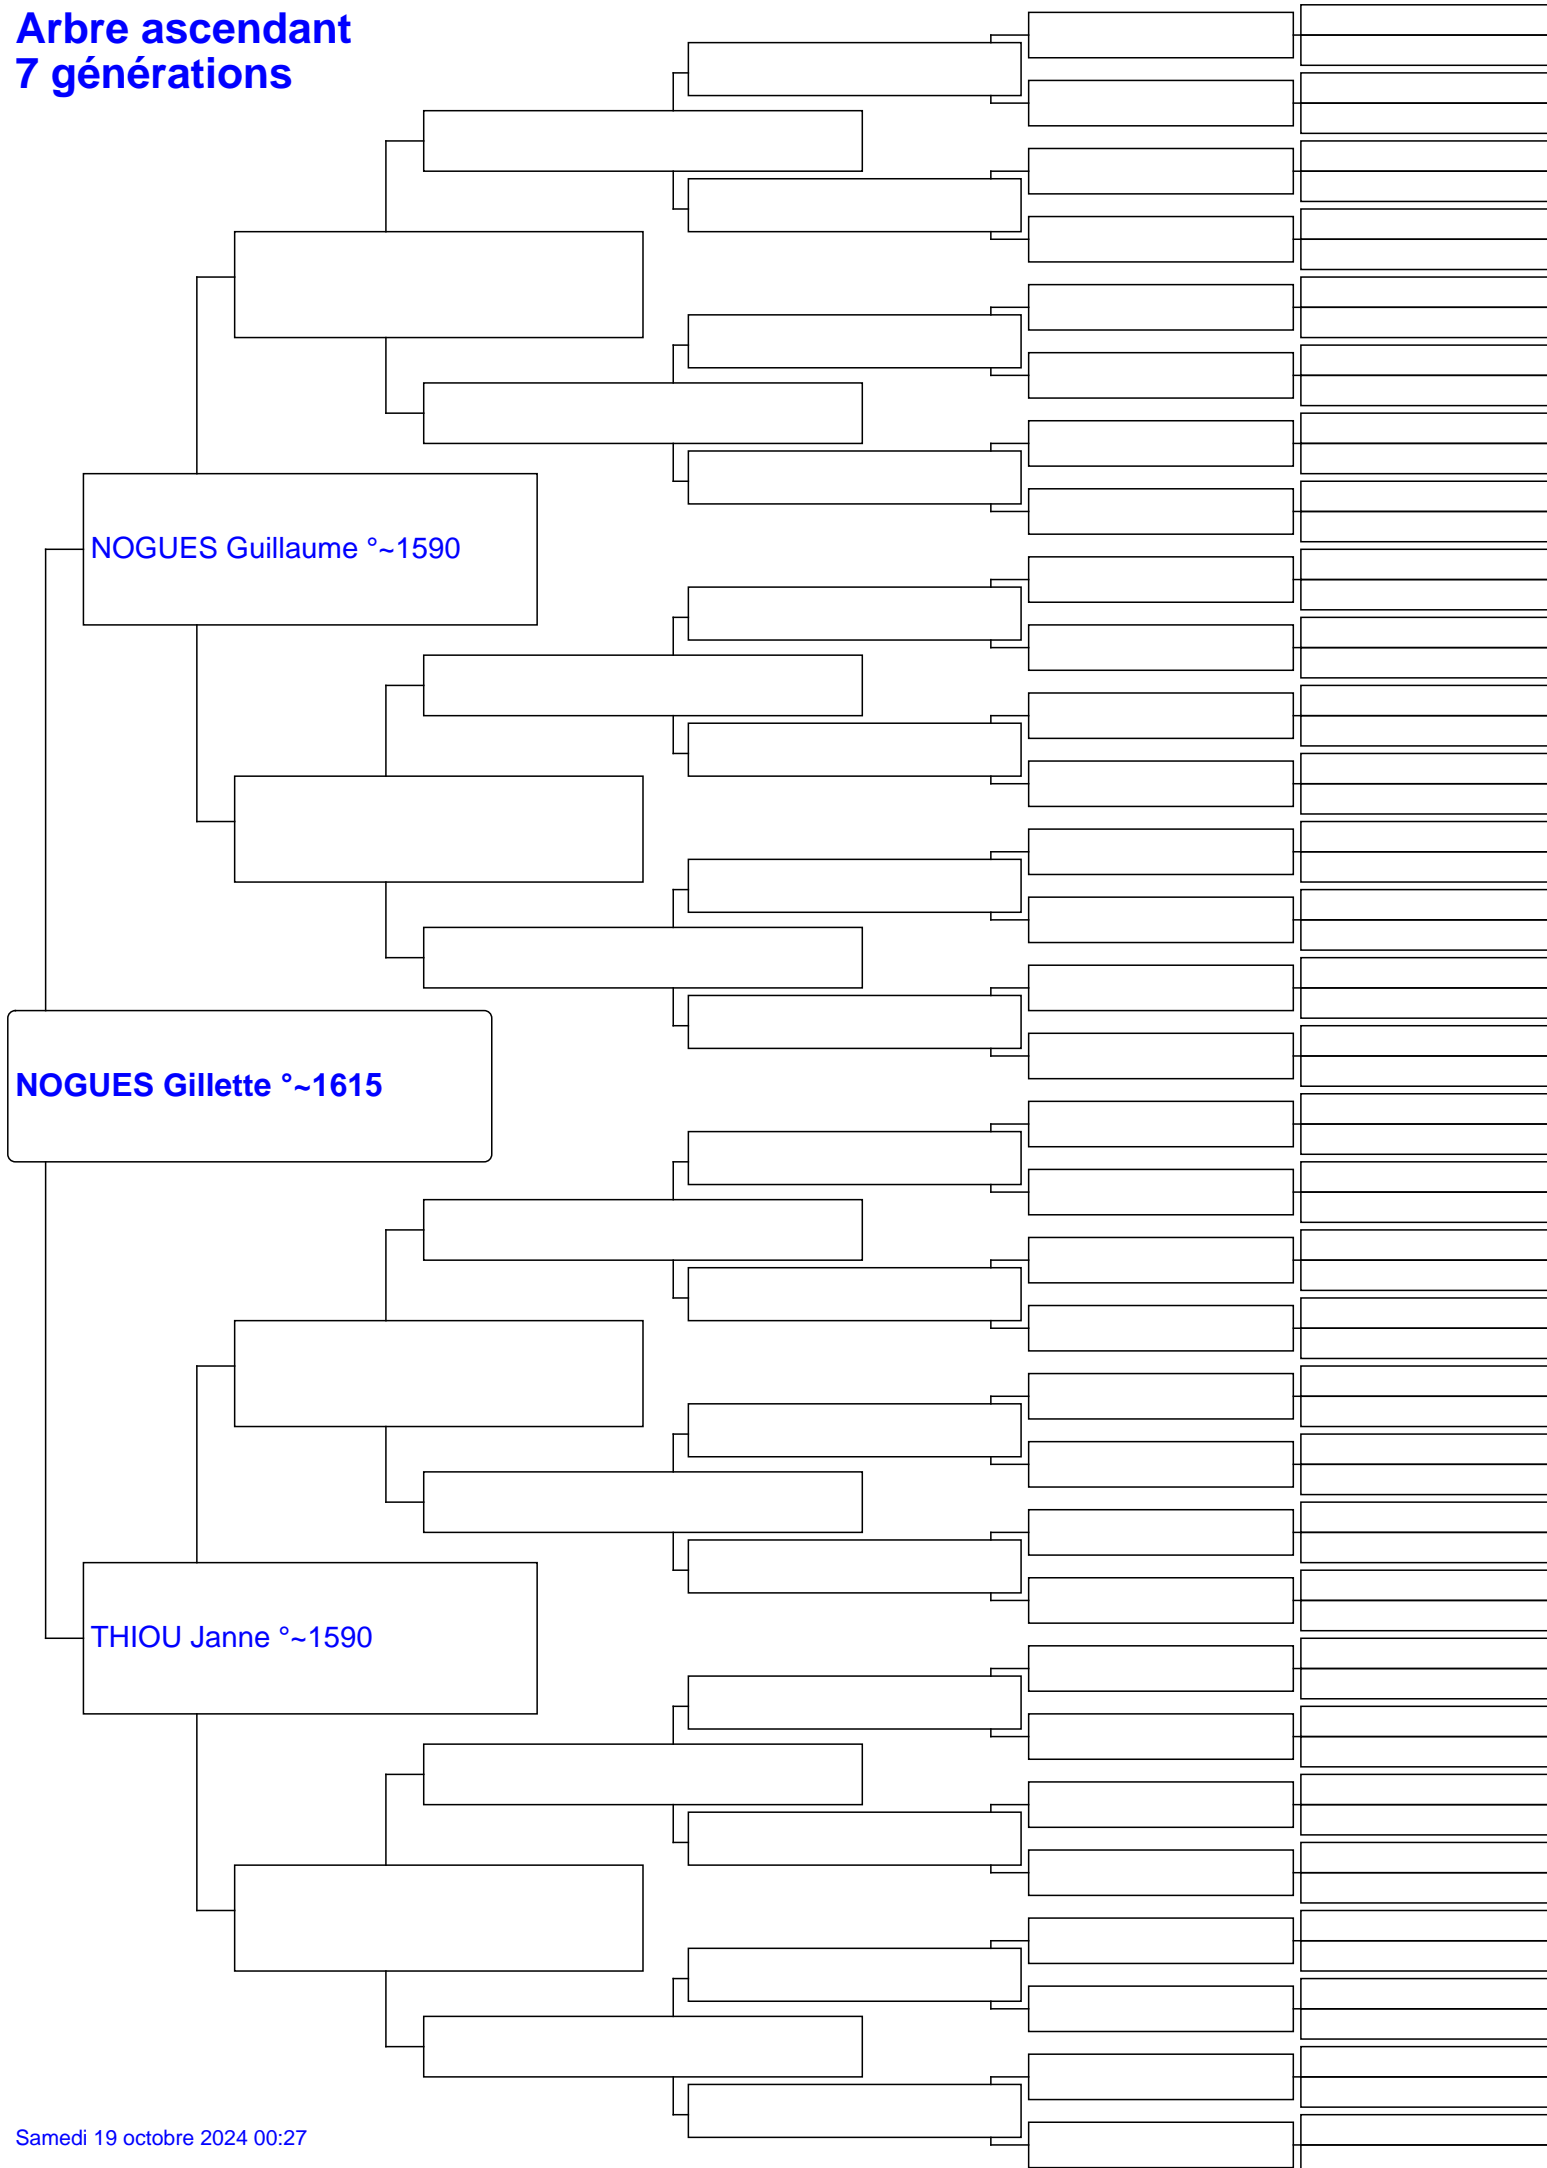 Arbre ascendant
7 générations
NOGUES Guillaume °~1590
NOGUES Gillette °~1615
THIOU Janne °~1590
Samedi 19 octobre 2024 00:27